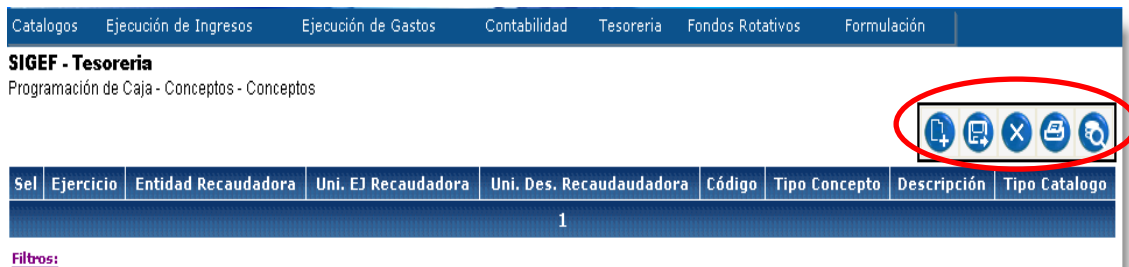 Catalogos Ejecución de Ingresos Ejecución de Gastos Contabilidad Tesoreria Fondos Rotativos Formulación
SIGEF - Tesoreria
Programación de Caja - Conceptos - Conceptos
Sel Ejercicio Entidad Recaudadora Uni. EJ Recaudadora Uni. Des. Recaudaudadora Código Tipo Concepto Descripción Tipo Catalogo
1
Filtros: